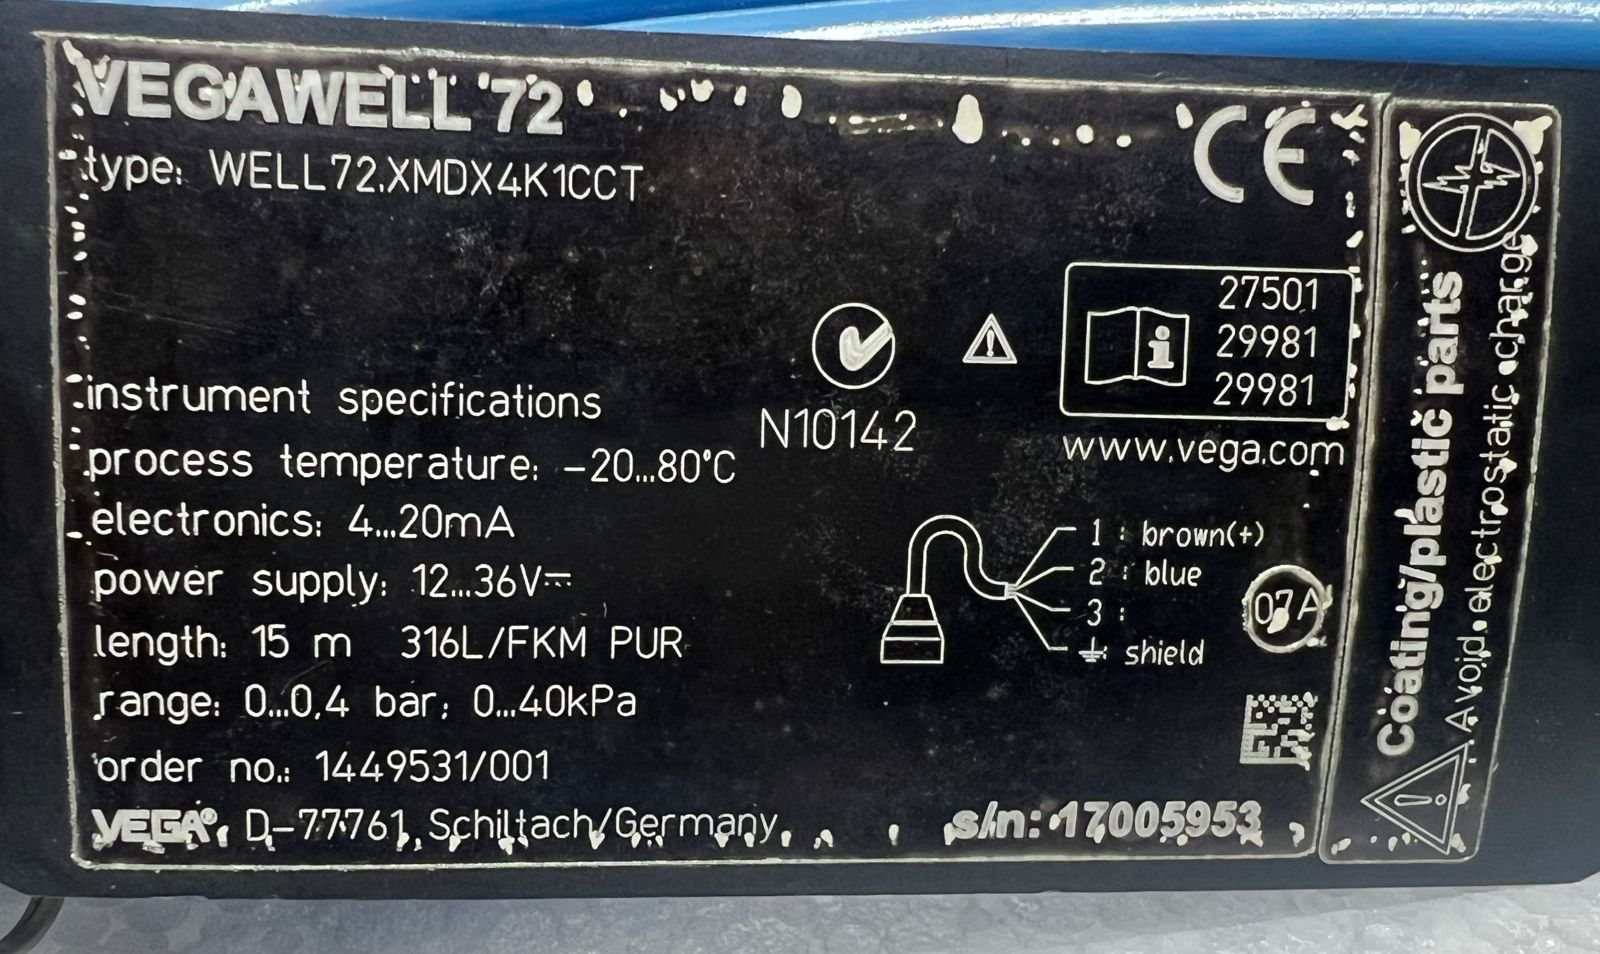 VEGAWELL 72
type: WELL72.XMDX4K1CCT
CE
27501
29981
29981
N10142
www.vega.com
instrument specifications
process temperature: -20...80°C
electronics: 4...20mA
power supply: 12...36V⎓
length: 15 m 316L/FKM PUR
range: 0...0,4 bar; 0...40kPa
order no.: 1449531/001
VEGA®, D-77761, Schiltach/Germany
1 : brown(+)
2 : blue
3 :
⏚: shield
07A
s/n: 17005953
Coating/plastic parts
Avoid electrostatic charge